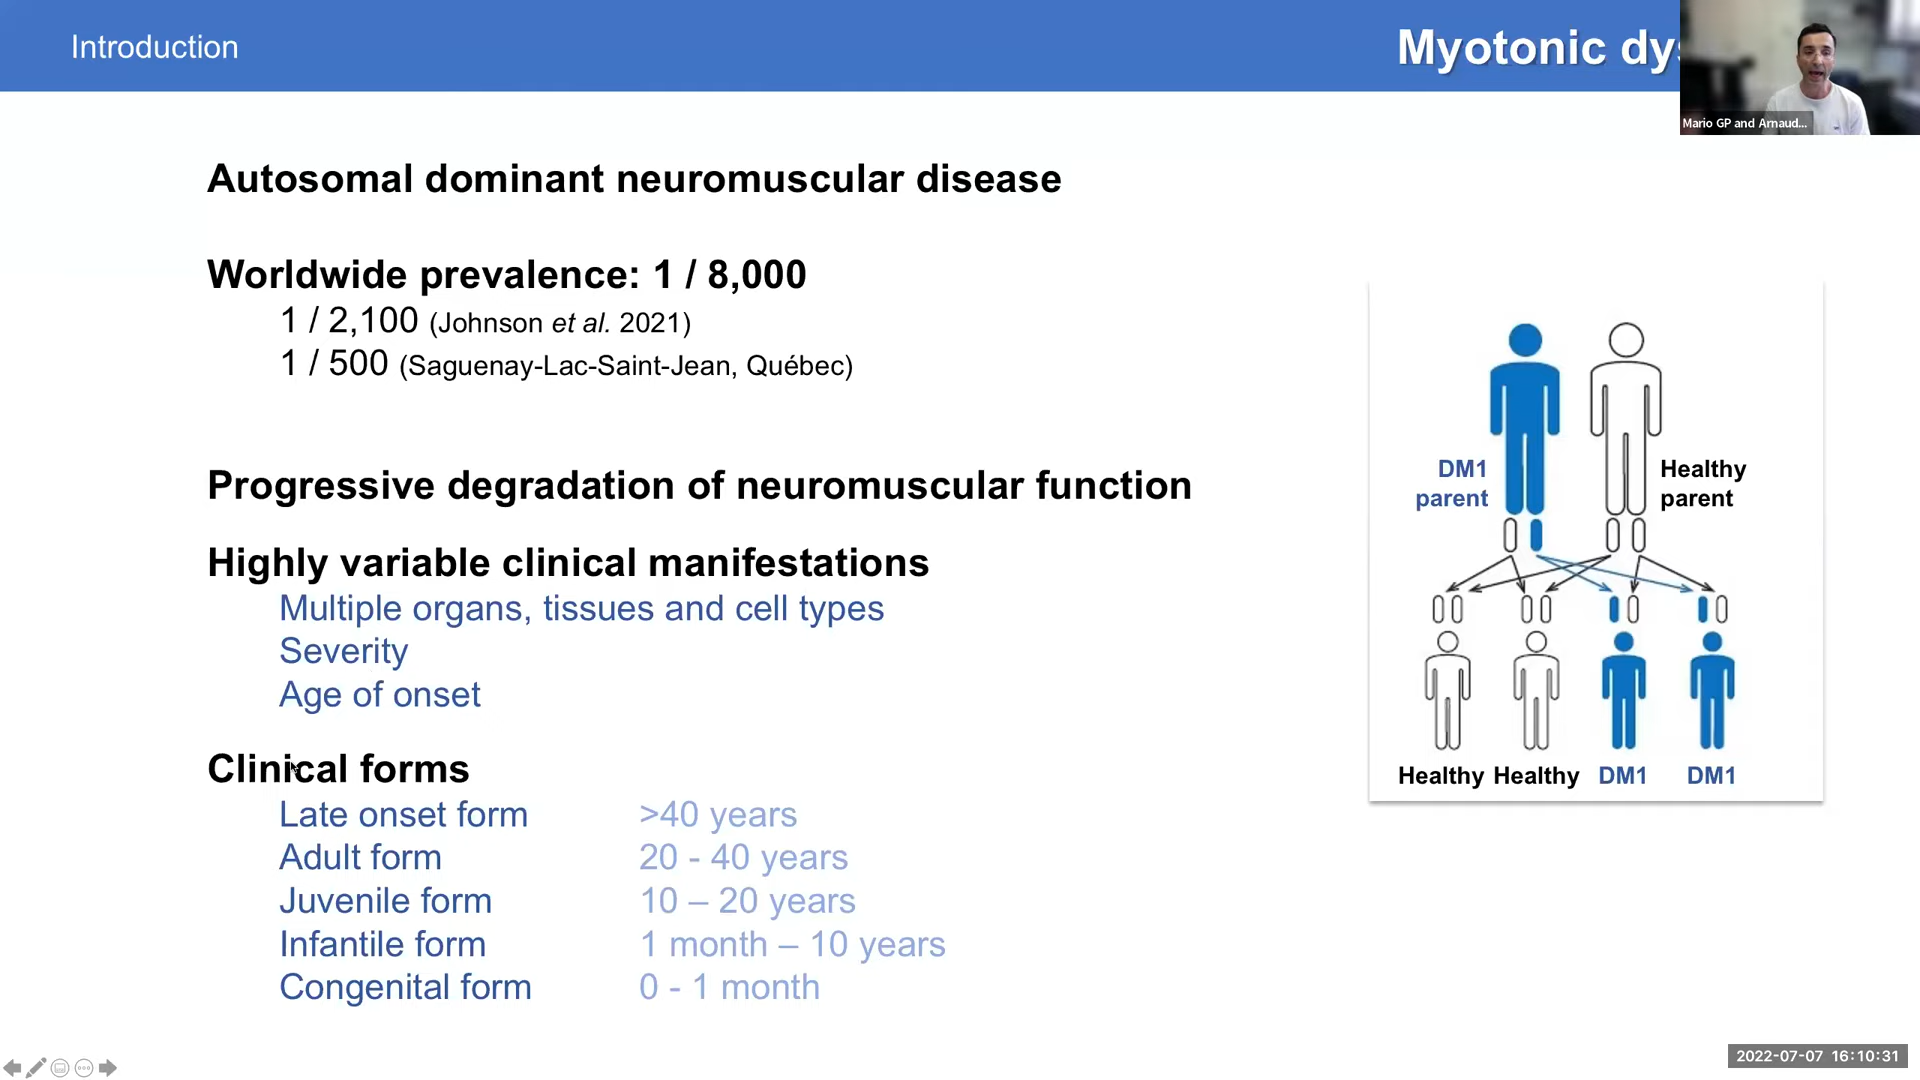 Introduction
Myotonic dys
Mario GP and Arnaud...
Autosomal dominant neuromuscular disease
Worldwide prevalence: 1 / 8,000
1 / 2,100 (Johnson et al. 2021)
1 / 500 (Saguenay-Lac-Saint-Jean, Québec)
Progressive degradation of neuromuscular function
Highly variable clinical manifestations
Multiple organs, tissues and cell types
Severity
Age of onset
Clinical forms
Late onset form >40 years
Adult form 20 - 40 years
Juvenile form 10 – 20 years
Infantile form 1 month – 10 years
Congenital form 0 - 1 month
DM1 parent
Healthy parent
Healthy Healthy DM1 DM1
2022-07-07 16:10:31